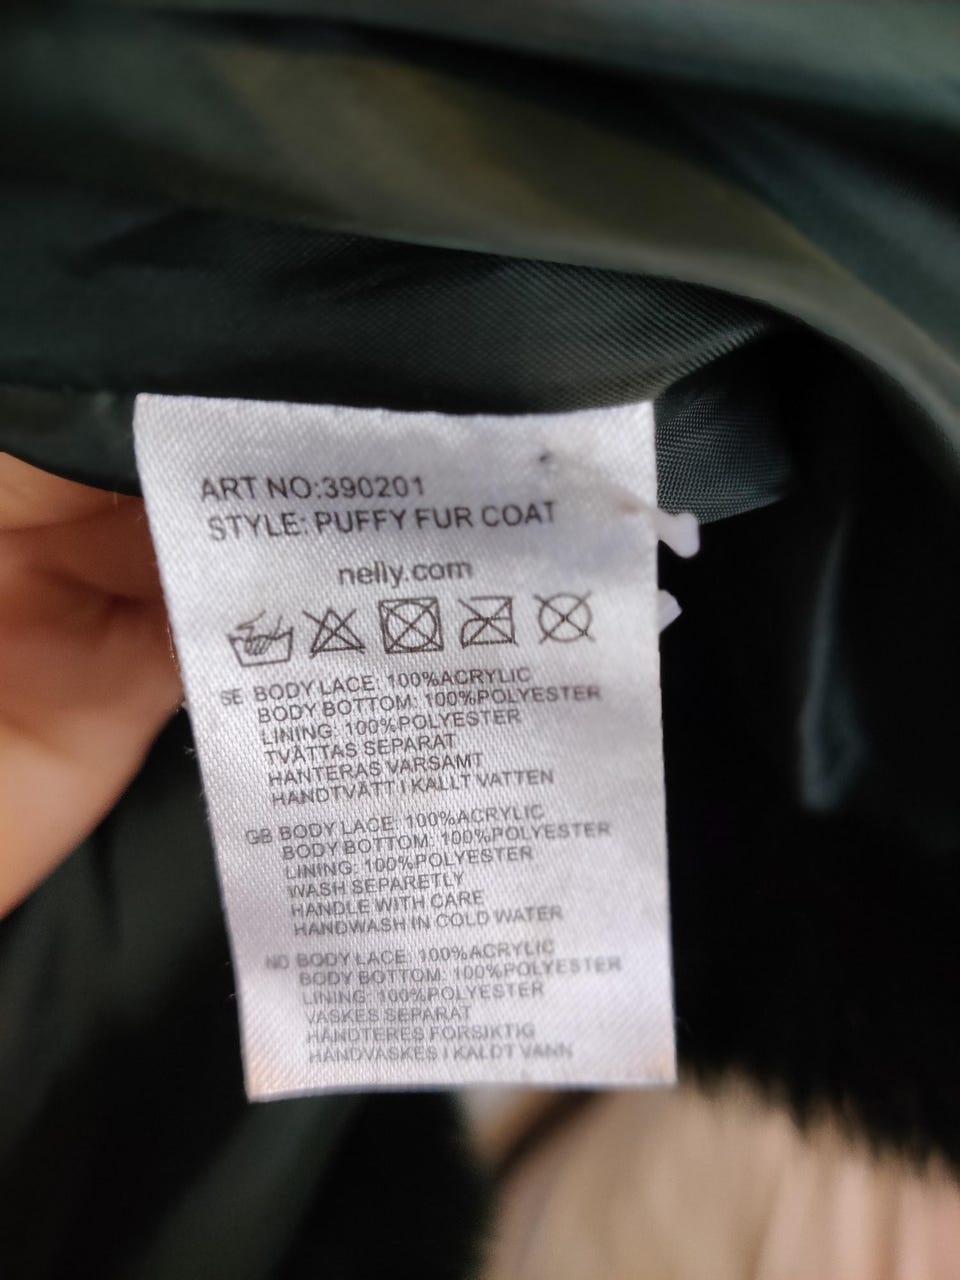 ART NO:390201
STYLE: PUFFY FUR COAT
nelly.com
SE BODY LACE: 100%ACRYLIC
BODY BOTTOM: 100%POLYESTER
LINING: 100%POLYESTER
TVÄTTAS SEPARAT
HANTERAS VARSAMT
HANDTVÄTT I KALLT VATTEN
GB BODY LACE: 100%ACRYLIC
BODY BOTTOM: 100%POLYESTER
LINING: 100%POLYESTER
WASH SEPARETLY
HANDLE WITH CARE
HANDWASH IN COLD WATER
NO BODY LACE: 100%ACRYLIC
BODY BOTTOM: 100%POLYESTER
LINING: 100%POLYESTER
VASKES SEPARAT
HÅNDTERES FORSIKTIG
HÅNDVASKES I KALDT VANN